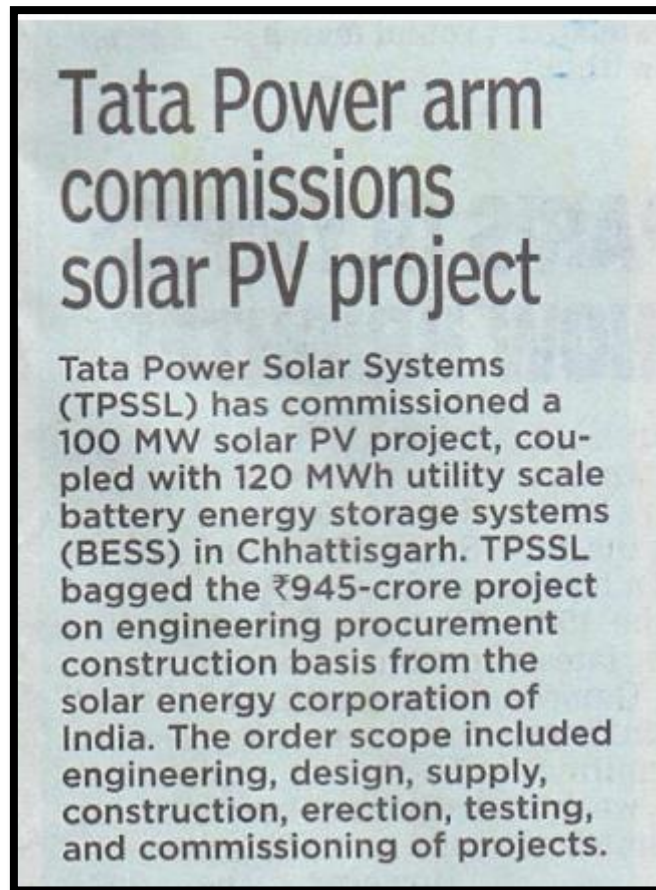 Tata Power arm
commissions
solar PV project
Tata Power Solar Systems
(TPSSL) has commissioned a
100 MW solar PV project, cou-
pled with 120 MWh utility scale
battery energy storage systems
(BESS) in Chhattisgarh. TPSSL
bagged the ₹945-crore project
on engineering procurement
construction basis from the
solar energy corporation of
India. The order scope included
engineering, design, supply,
construction, erection, testing,
and commissioning of projects.